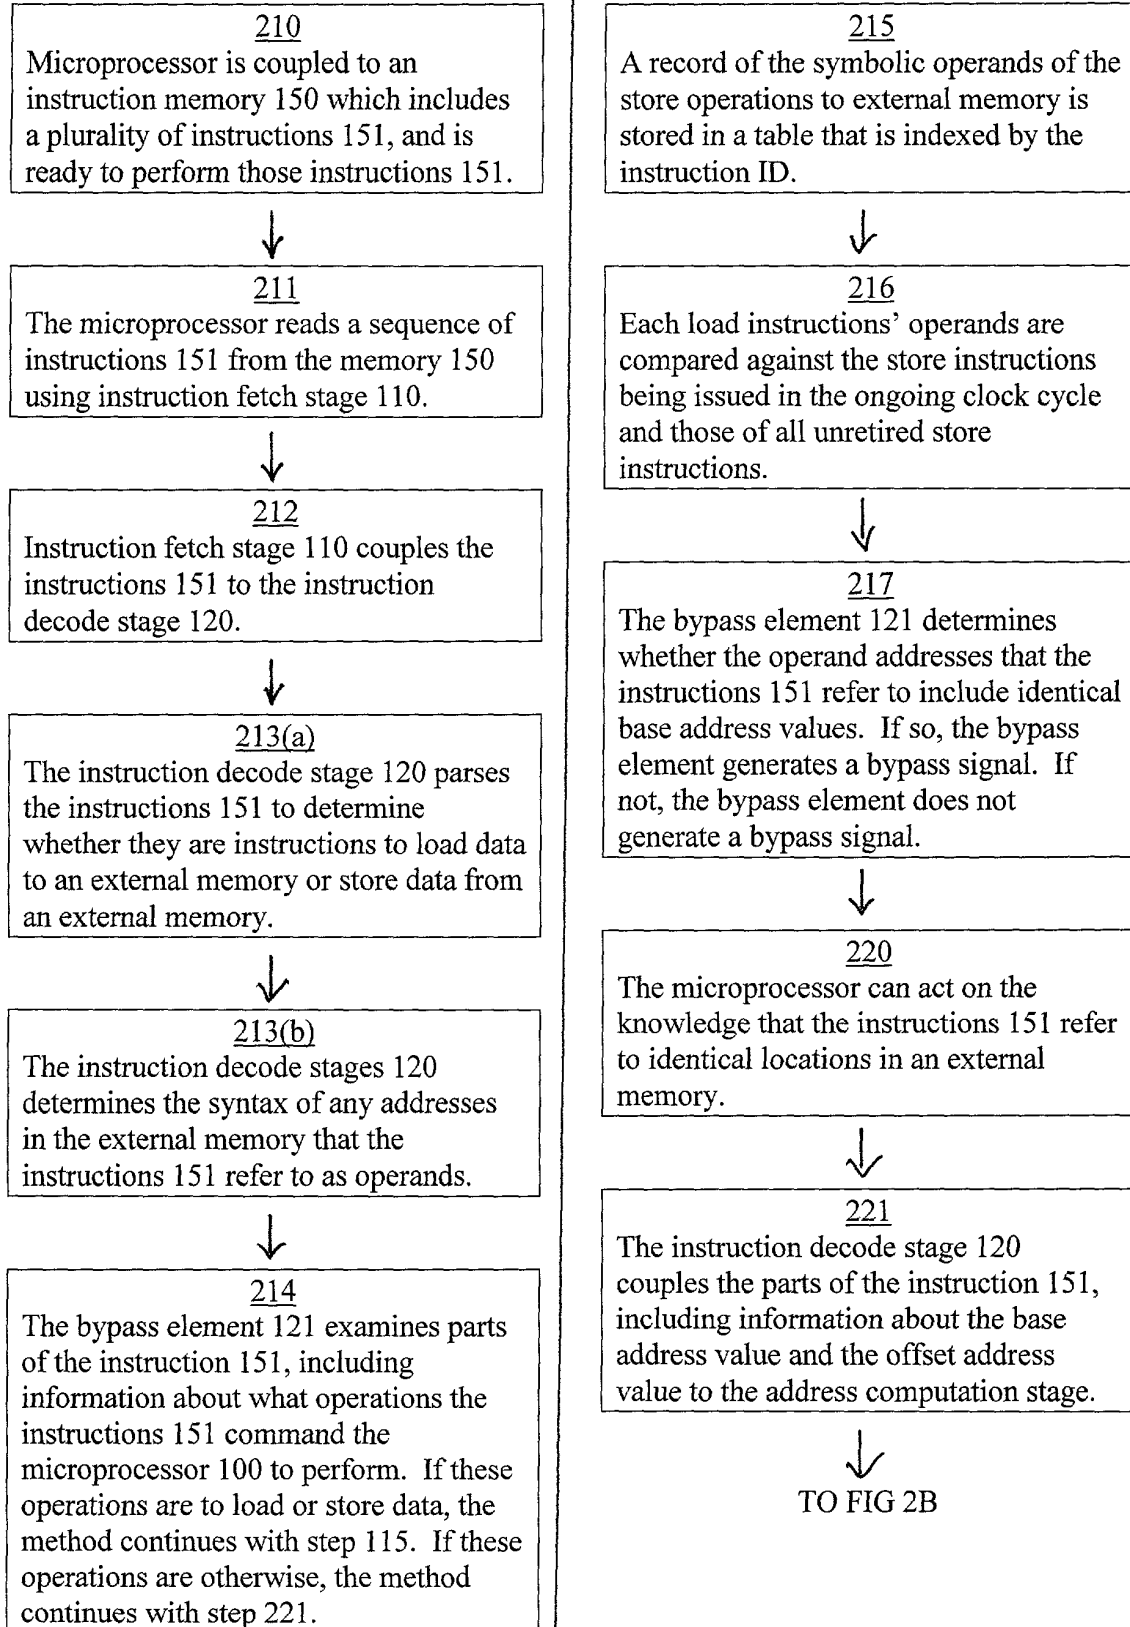 210
Microprocessor is coupled to an
instruction memory 150 which includes
a plurality of instructions 151, and is
ready to perform those instructions 151.
211
The microprocessor reads a sequence of
instructions 151 from the memory 150
using instruction fetch stage 110.
212
Instruction fetch stage 110 couples the
instructions 151 to the instruction
decode stage 120.
213(a)
The instruction decode stage 120 parses
the instructions 151 to determine
whether they are instructions to load data
to an external memory or store data from
an external memory.
213(b)
The instruction decode stages 120
determines the syntax of any addresses
in the external memory that the
instructions 151 refer to as operands.
214
The bypass element 121 examines parts
of the instruction 151, including
information about what operations the
instructions 151 command the
microprocessor 100 to perform. If these
operations are to load or store data, the
method continues with step 115. If these
operations are otherwise, the method
continues with step 221.
215
A record of the symbolic operands of the
store operations to external memory is
stored in a table that is indexed by the
instruction ID.
216
Each load instructions' operands are
compared against the store instructions
being issued in the ongoing clock cycle
and those of all unretired store
instructions.
217
The bypass element 121 determines
whether the operand addresses that the
instructions 151 refer to include identical
base address values. If so, the bypass
element generates a bypass signal. If
not, the bypass element does not
generate a bypass signal.
220
The microprocessor can act on the
knowledge that the instructions 151 refer
to identical locations in an external
memory.
221
The instruction decode stage 120
couples the parts of the instruction 151,
including information about the base
address value and the offset address
value to the address computation stage.
TO FIG 2B